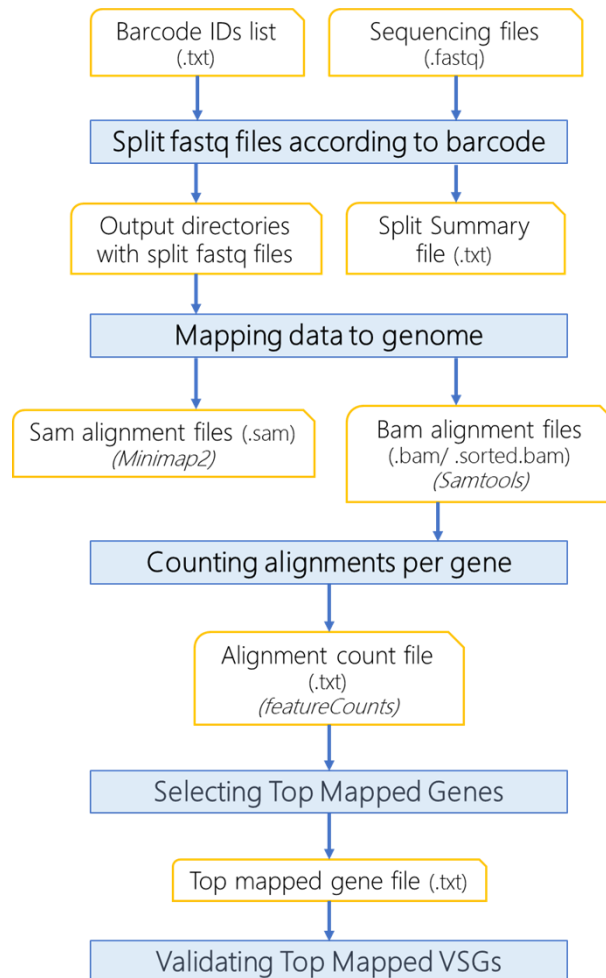 Barcode IDs list
(.txt)
Sequencing files
(.fastq)
Split fastq files according to barcode
Output directories
with split fastq files
Split Summary
file (.txt)
Mapping data to genome
Sam alignment files (.sam)
(Minimap2)
Bam alignment files
(.bam/ .sorted.bam)
(Samtools)
Counting alignments per gene
Alignment count file
(.txt)
(featureCounts)
Selecting Top Mapped Genes
Top mapped gene file (.txt)
Validating Top Mapped VSGs